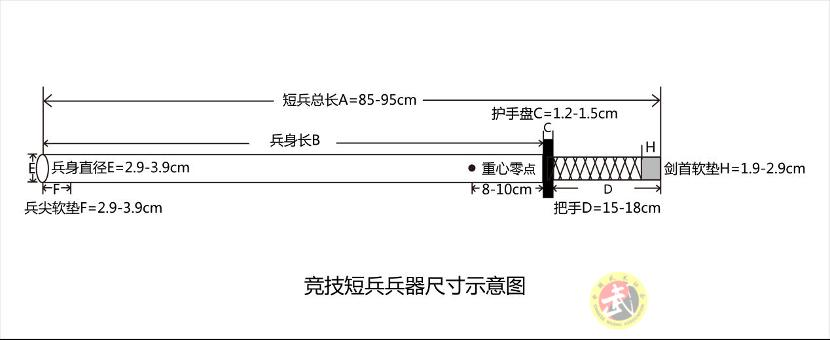 短兵总长A=85-95cm
护手盘C=1.2-1.5cm
C
兵身长B
H
E
兵身直径E=2.9-3.9cm
重心零点
剑首软垫H=1.9-2.9cm
F
8-10cm
D
兵尖软垫F=2.9-3.9cm
把手D=15-18cm
竞技短兵兵器尺寸示意图